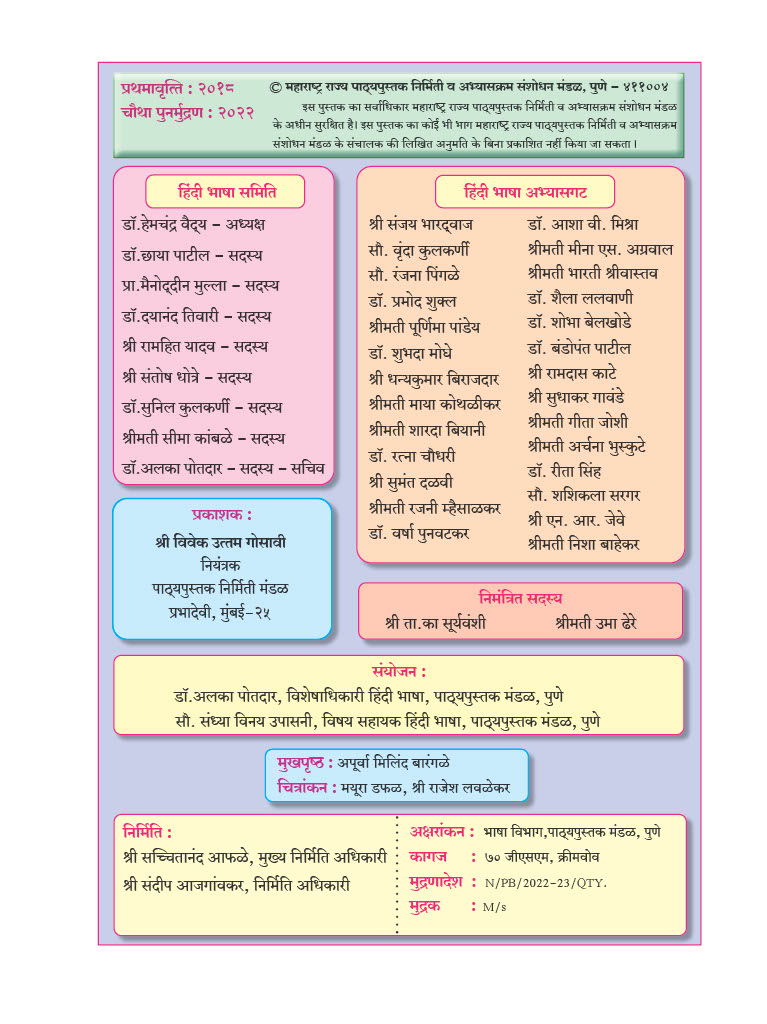 प्रथमावृत्ति : २०१८
चौथा पुनर्मुद्रण : २०२२
© महाराष्ट्र राज्य पाठ्यपुस्तक निर्मिती व अभ्यासक्रम संशोधन मंडळ, पुणे – ४११००४
इस पुस्तक का सर्वाधिकार महाराष्ट्र राज्य पाठ्यपुस्तक निर्मिती व अभ्यासक्रम संशोधन मंडळ
के अधीन सुरक्षित है। इस पुस्तक का कोई भी भाग महाराष्ट्र राज्य पाठ्यपुस्तक निर्मिती व अभ्यासक्रम
संशोधन मंडळ के संचालक की लिखित अनुमति के बिना प्रकाशित नहीं किया जा सकता ।
हिंदी भाषा समिति
डॉ.हेमचंद्र वैद्य – अध्यक्ष
डॉ.छाया पाटील – सदस्य
प्रा.मैनोद्दीन मुल्ला – सदस्य
डॉ.दयानंद तिवारी – सदस्य
श्री रामहित यादव – सदस्य
श्री संतोष धोत्रे – सदस्य
डॉ.सुनिल कुलकर्णी – सदस्य
श्रीमती सीमा कांबळे – सदस्य
डॉ.अलका पोतदार – सदस्य – सचिव
हिंदी भाषा अभ्यासगट
श्री संजय भारद्वाज
सौ. वृंदा कुलकर्णी
सौ. रंजना पिंगळे
डॉ. प्रमोद शुक्ल
श्रीमती पूर्णिमा पांडेय
डॉ. शुभदा मोघे
श्री धन्यकुमार बिराजदार
श्रीमती माया कोथळीकर
श्रीमती शारदा बियानी
डॉ. रत्ना चौधरी
श्री सुमंत दळवी
श्रीमती रजनी म्हैसाळकर
डॉ. वर्षा पुनवटकर
डॉ. आशा वी. मिश्रा
श्रीमती मीना एस. अग्रवाल
श्रीमती भारती श्रीवास्तव
डॉ. शैला ललवाणी
डॉ. शोभा बेलखोडे
डॉ. बंडोपंत पाटील
श्री रामदास काटे
श्री सुधाकर गावंडे
श्रीमती गीता जोशी
श्रीमती अर्चना भुस्कुटे
डॉ. रीता सिंह
सौ. शशिकला सरगर
श्री एन. आर. जेवे
श्रीमती निशा बाहेकर
प्रकाशक :
श्री विवेक उत्तम गोसावी
नियंत्रक
पाठ्यपुस्तक निर्मिती मंडळ
प्रभादेवी, मुंबई-२५
निमंत्रित सदस्य
श्री ता.का सूर्यवंशी श्रीमती उमा ढेरे
संयोजन :
डॉ.अलका पोतदार, विशेषाधिकारी हिंदी भाषा, पाठ्यपुस्तक मंडळ, पुणे
सौ. संध्या विनय उपासनी, विषय सहायक हिंदी भाषा, पाठ्यपुस्तक मंडळ, पुणे
मुखपृष्ठ : अपूर्वा मिलिंद बारंगळे
चित्रांकन : मयूरा डफळ, श्री राजेश लवळेकर
निर्मिति :
श्री सच्चितानंद आफळे, मुख्य निर्मिति अधिकारी
श्री संदीप आजगांवकर, निर्मिति अधिकारी
अक्षरांकन : भाषा विभाग,पाठ्यपुस्तक मंडळ, पुणे
कागज : ७० जीएसएम, क्रीमवोव
मुद्रणादेश : N/PB/2022-23/QTY.
मुद्रक : M/s